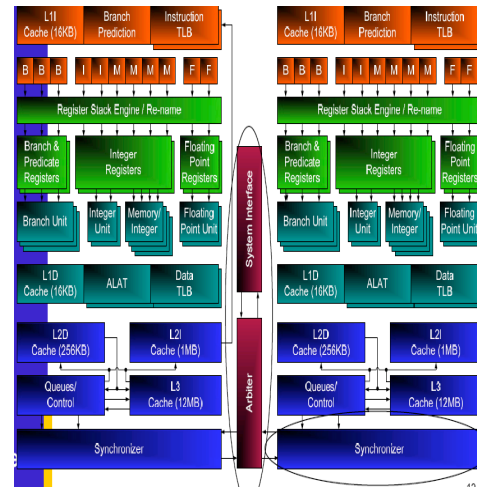 L1I
Cache (16KB)
Branch
Prediction
Instruction
TLB
B B B I I M M M M F F
Register Stack Engine / Re-name
Branch &
Predicate
Registers
Integer
Registers
Floating
Point
Registers
Branch Unit
Integer
Unit
Memory/
Integer
Floating
Point Unit
L1D
Cache (16KB)
ALAT
Data
TLB
L2D
Cache (256KB)
L2I
Cache (1MB)
Queues/
Control
L3
Cache (12MB)
Synchronizer
e
System Interface
Arbiter
L1I
Cache (16KB)
Branch
Prediction
Instruction
TLB
B B B I I M M M M F F
Register Stack Engine / Re-name
Branch &
Predicate
Registers
Integer
Registers
Floating
Point
Registers
Branch Unit
Integer
Unit
Memory/
Integer
Floating
Point Unit
L1D
Cache (16KB)
ALAT
Data
TLB
L2D
Cache (256KB)
L2I
Cache (1MB)
Queues/
Control
L3
Cache (12MB)
Synchronizer